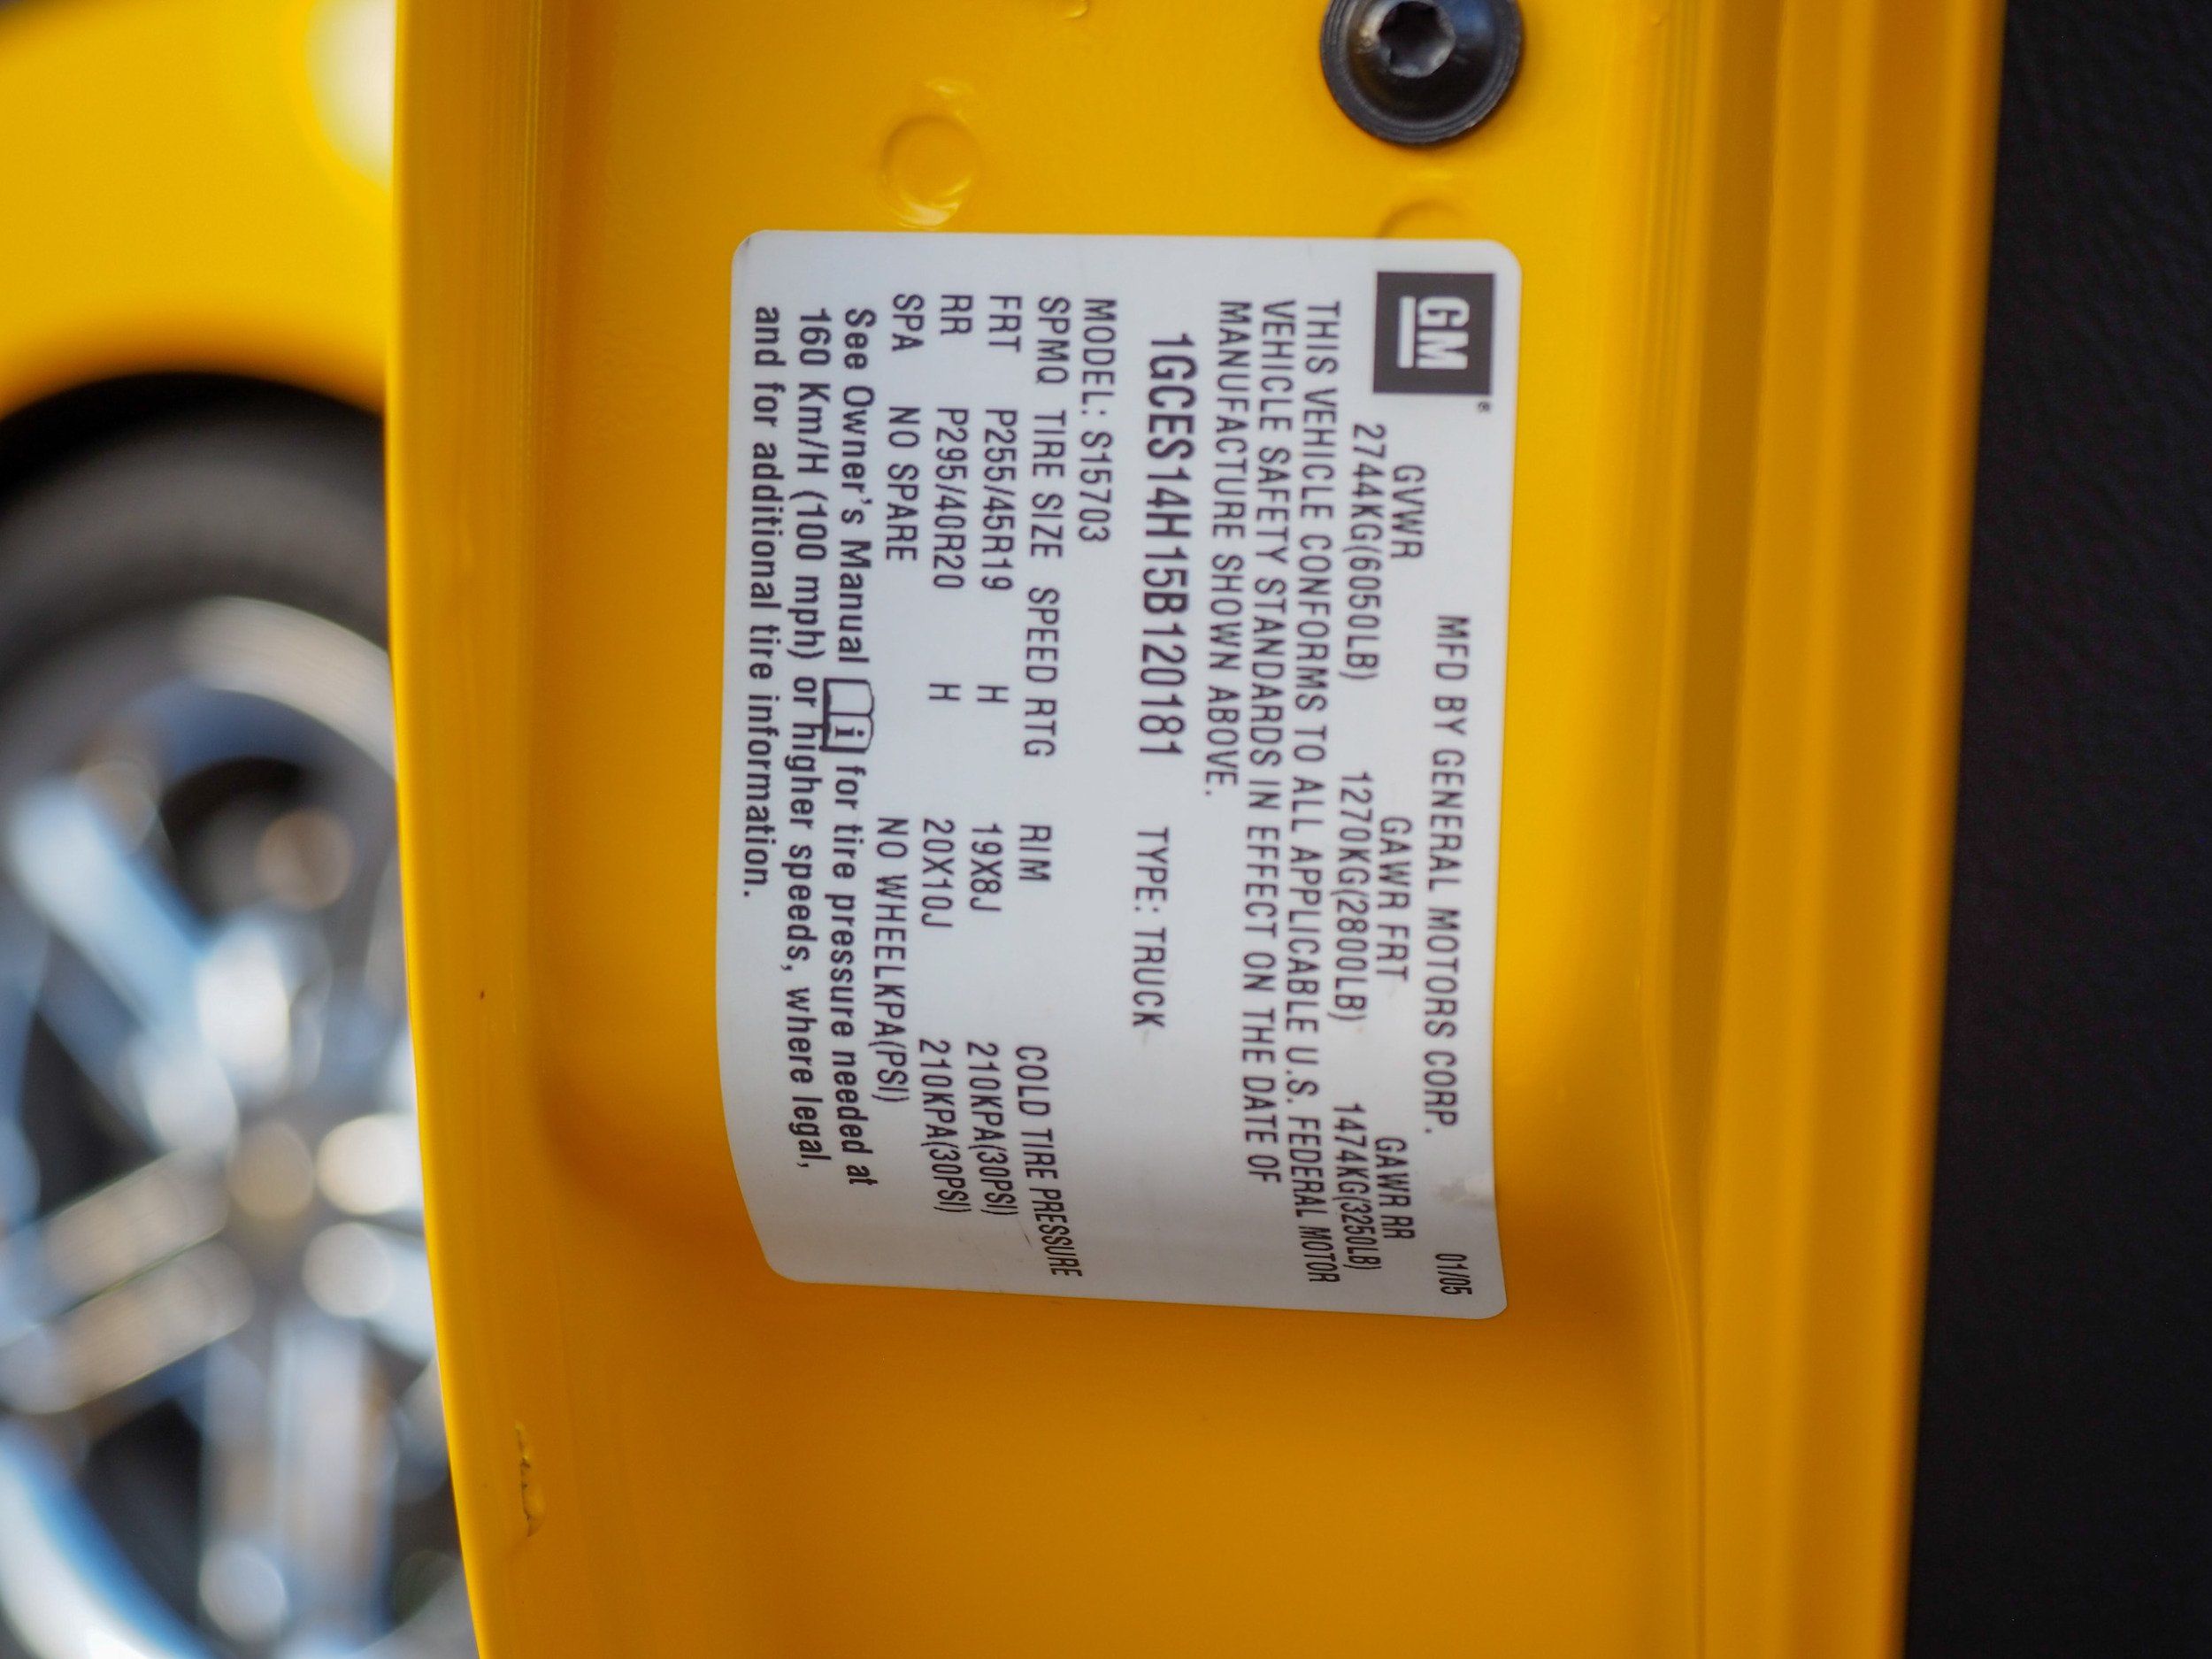 GM® MFD BY GENERAL MOTORS CORP. 01/05
GVWR GAWR FRT GAWR RR
2744KG(6050LB) 1270KG(2800LB) 1474KG(3250LB)
THIS VEHICLE CONFORMS TO ALL APPLICABLE U.S. FEDERAL MOTOR
VEHICLE SAFETY STANDARDS IN EFFECT ON THE DATE OF
MANUFACTURE SHOWN ABOVE.
1GCES14H15B120181 TYPE: TRUCK
MODEL: S15703
SPMQ TIRE SIZE SPEED RTG RIM COLD TIRE PRESSURE
FRT P255/45R19 H 19X8J 210KPA(30PSI)
RR P295/40R20 H 20X10J 210KPA(30PSI)
SPA NO SPARE NO WHEELKPA(PSI)
See Owner's Manual i for tire pressure needed at
160 Km/H (100 mph) or higher speeds, where legal,
and for additional tire information.